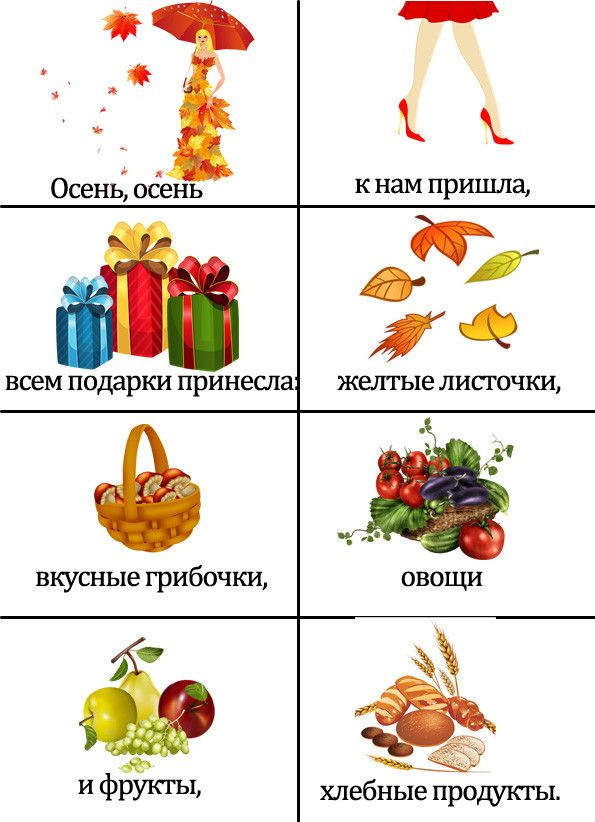 Осень, осень
к нам пришла,
всем подарки принесла:
желтые листочки,
вкусные грибочки,
овощи
и фрукты,
хлебные продукты.